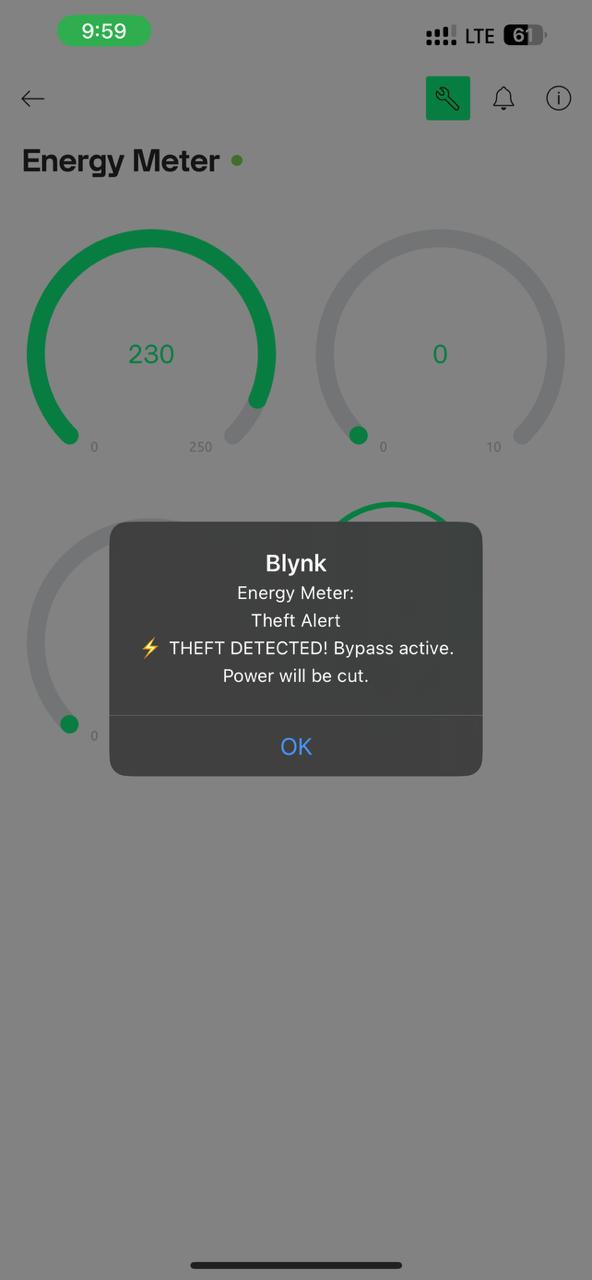 9:59
LTE
61
Energy Meter
230
0
0
250
0
10
Blynk
Energy Meter:
Theft Alert
⚡ THEFT DETECTED! Bypass active.
Power will be cut.
0
OK